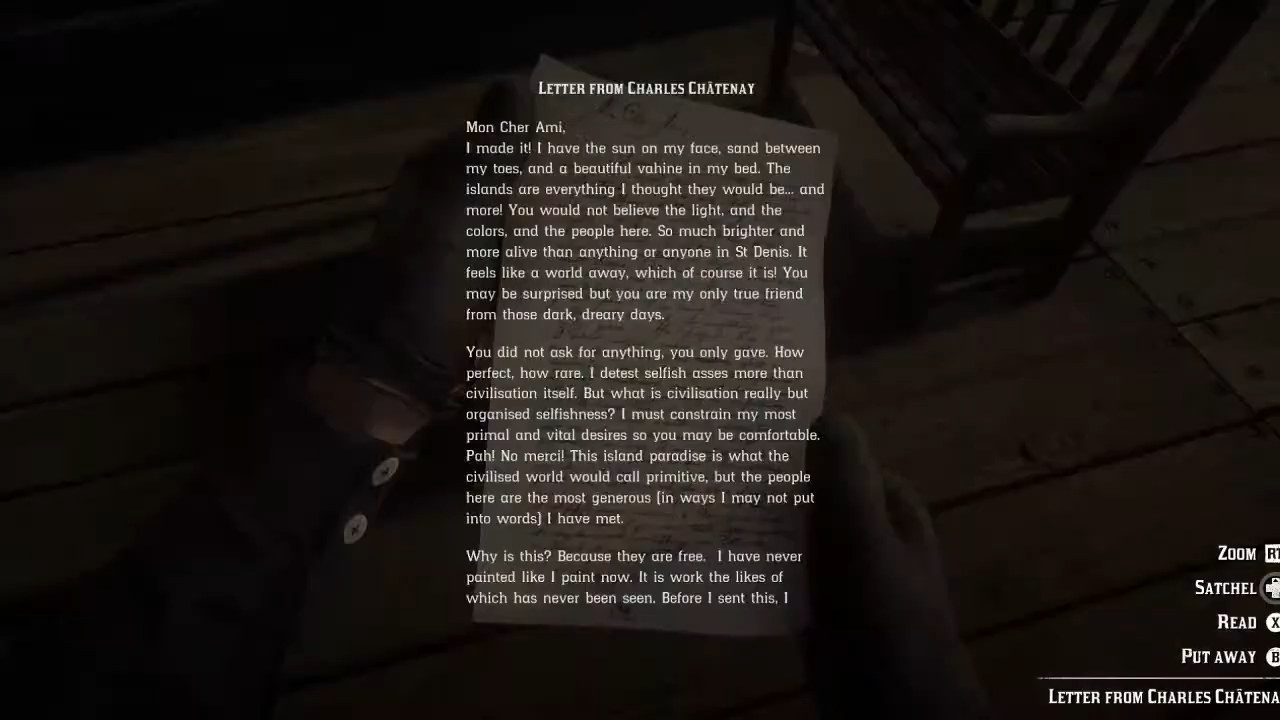 LETTER FROM CHARLES CHÂTENAY
Mon Cher Ami,
I made it! I have the sun on my face, sand between
my toes, and a beautiful vahine in my bed. The
islands are everything I thought they would be... and
more! You would not believe the light, and the
colors, and the people here. So much brighter and
more alive than anything or anyone in St Denis. It
feels like a world away, which of course it is! You
may be surprised but you are my only true friend
from those dark, dreary days.
You did not ask for anything, you only gave. How
perfect, how rare. I detest selfish asses more than
civilisation itself. But what is civilisation really but
organised selfishness? I must constrain my most
primal and vital desires so you may be comfortable.
Pah! No merci! This island paradise is what the
civilised world would call primitive, but the people
here are the most generous (in ways I may not put
into words) I have met.
Why is this? Because they are free. I have never
painted like I paint now. It is work the likes of
which has never been seen. Before I sent this, I
ZOOM RT
SATCHEL
READ X
PUT AWAY B
LETTER FROM CHARLES CHÂTENA